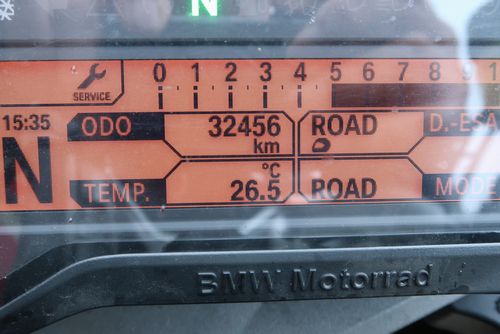 N
0 1 2 3 4 5 6 7 8 9
SERVICE
15:35 ODO 32456 km ROAD D.-ESA
N
TEMP. °C 26.5 ROAD MODE
BMW Motorrad